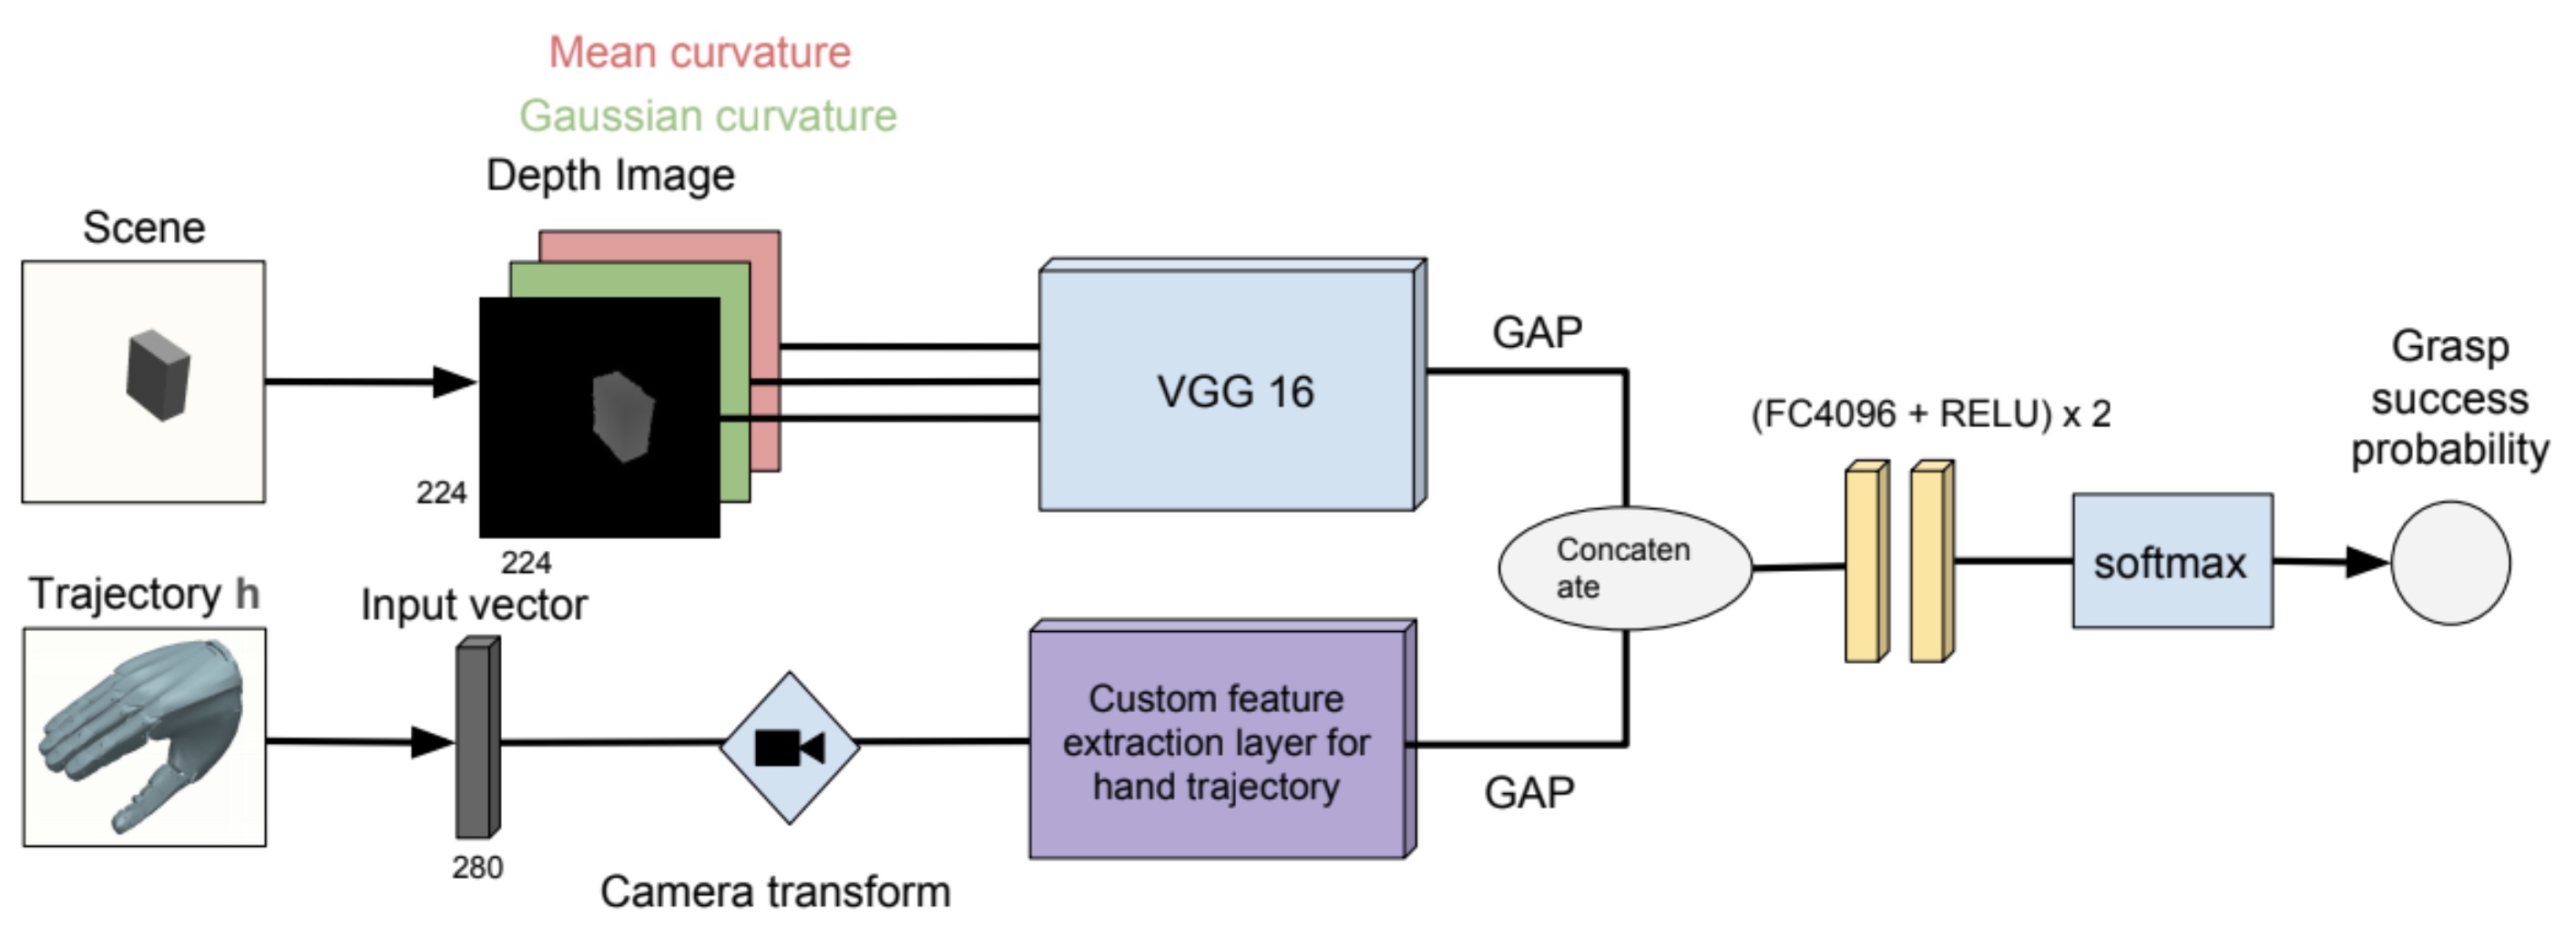 Mean curvature
Gaussian curvature
Depth Image
Scene
224
224
VGG 16
GAP
Trajectory h
Input vector
280
Camera transform
Custom feature
extraction layer for
hand trajectory
GAP
Concaten
ate
(FC4096 + RELU) x 2
softmax
Grasp
success
probability